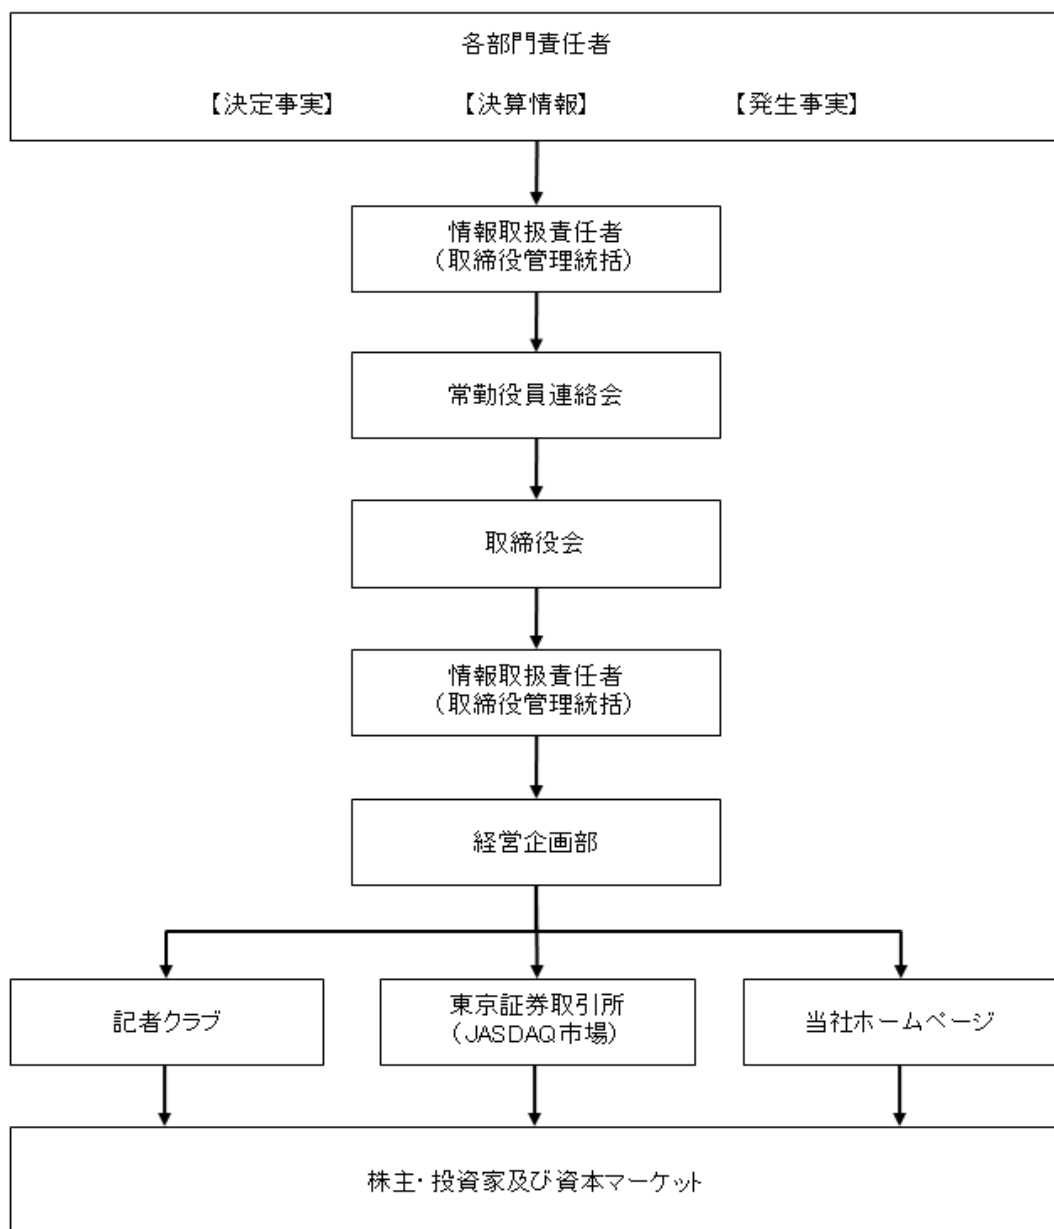 各部門責任者
【決定事実】 【決算情報】 【発生事実】
情報取扱責任者
(取締役管理統括)
常勤役員連絡会
取締役会
情報取扱責任者
(取締役管理統括)
経営企画部
記者クラブ
東京証券取引所
(JASDAQ市場)
当社ホームページ
株主・投資家及び資本マーケット